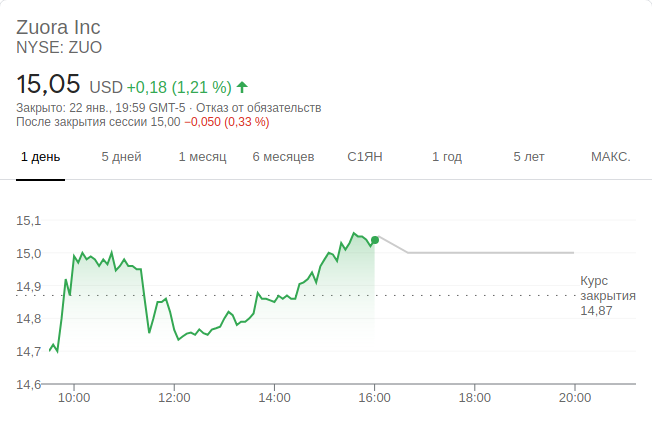 Zuora Inc
NYSE: ZUO
15,05 USD +0,18 (1,21 %)
Закрыто: 22 янв., 19:59 GMT-5 · Отказ от обязательств
После закрытия сессии 15,00 −0,050 (0,33 %)
1 день 5 дней 1 месяц 6 месяцев С1ЯН 1 год 5 лет МАКС.
15,1
15,0
14,9
14,8
14,7
14,6
Курс
закрытия
14,87
10:00 12:00 14:00 16:00 18:00 20:00